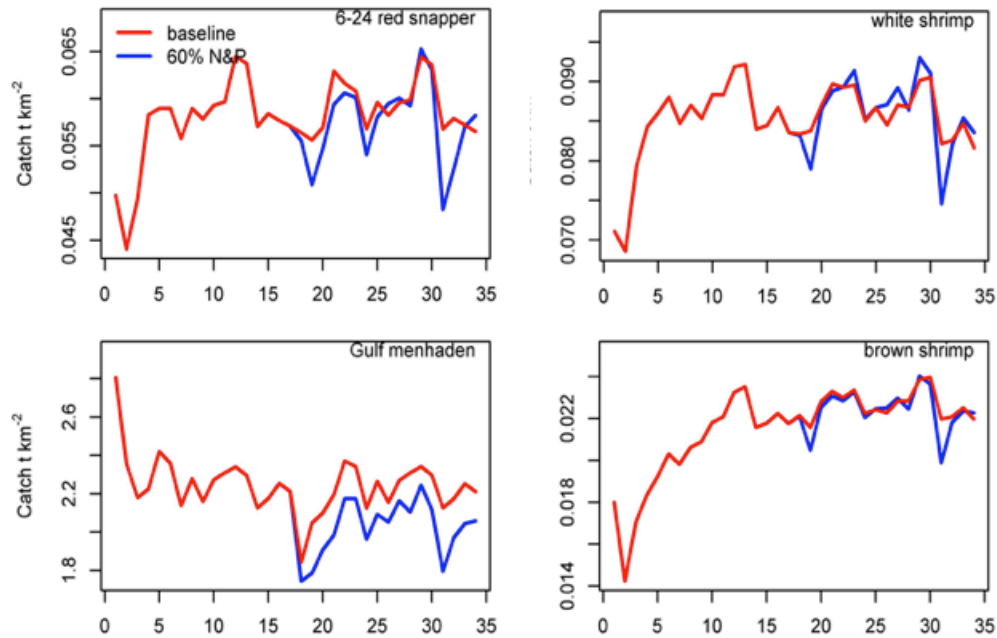 6-24 red snapper
baseline
60% N&P
Catch t km-2
0.065
0.055
0.045
0 5 10 15 20 25 30 35
white shrimp
0.090
0.080
0.070
0 5 10 15 20 25 30 35
Gulf menhaden
Catch t km-2
2.6
2.2
1.8
0 5 10 15 20 25 30 35
brown shrimp
0.022
0.018
0.014
0 5 10 15 20 25 30 35